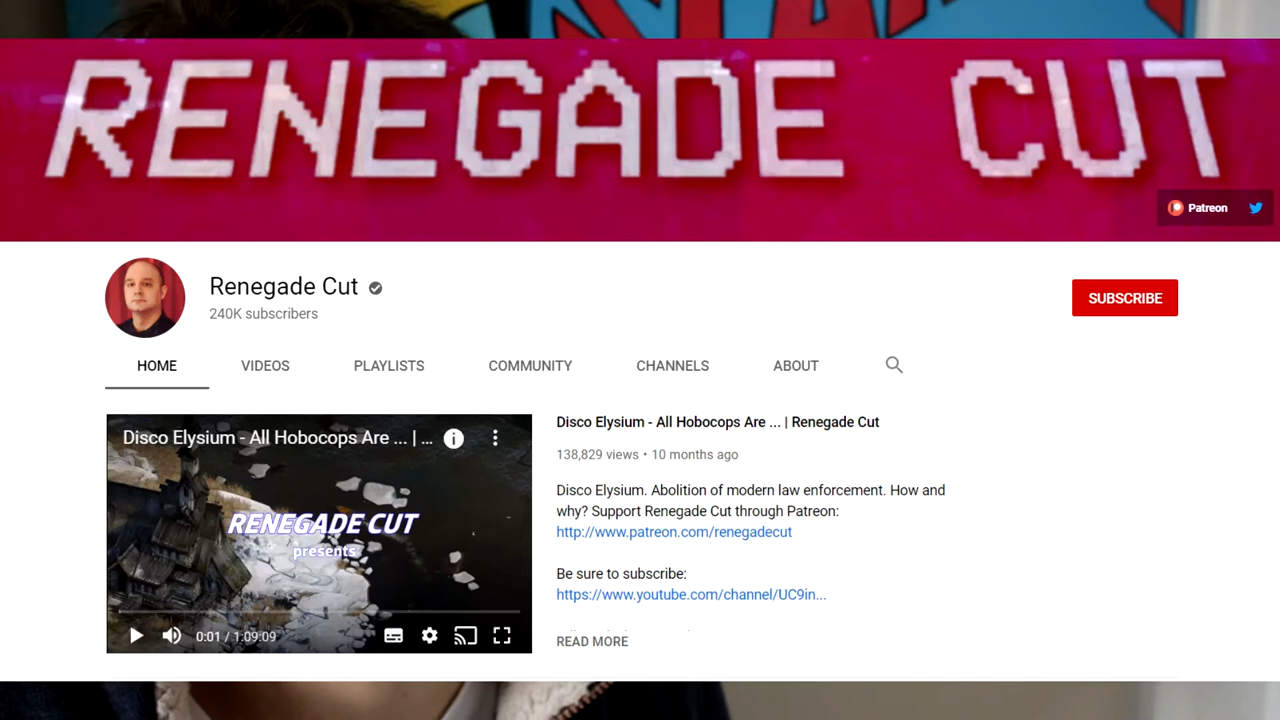 RENEGADE CUT
Patreon
Renegade Cut
240K subscribers
SUBSCRIBE
HOME VIDEOS PLAYLISTS COMMUNITY CHANNELS ABOUT
Disco Elysium - All Hobocops Are ... | ...
RENEGADE CUT
presents
0:01 / 1:09:09
Disco Elysium - All Hobocops Are ... | Renegade Cut
138,829 views • 10 months ago
Disco Elysium. Abolition of modern law enforcement. How and
why? Support Renegade Cut through Patreon:
http://www.patreon.com/renegadecut
Be sure to subscribe:
https://www.youtube.com/channel/UC9in...
READ MORE